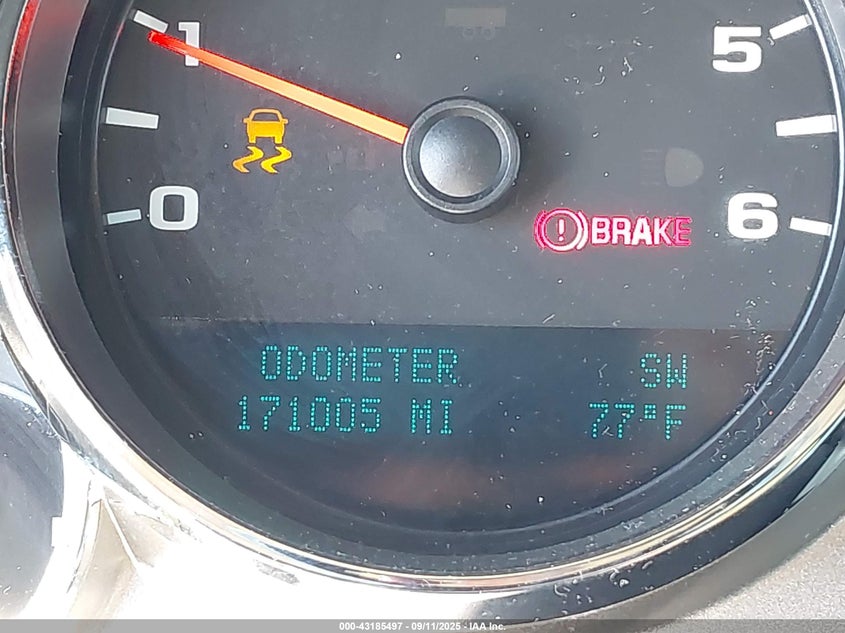 1
5
0
6
BRAKE
ODOMETER SW
171005 MI 77°F
000-43185497 - 09/11/2025 - IAA Inc.